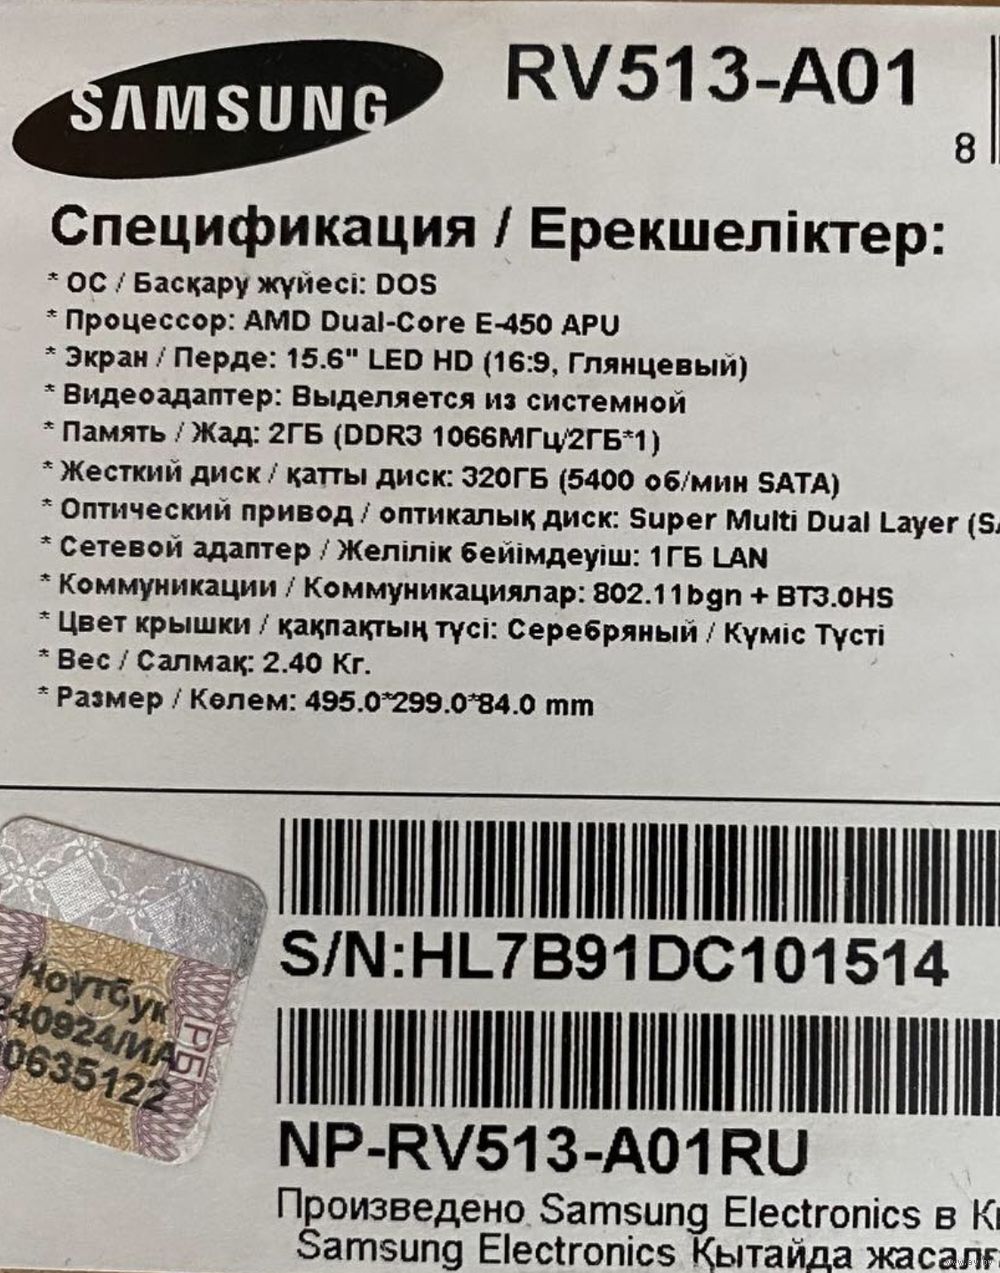 SAMSUNG
RV513-A01
8
Спецификация / Ерекшеліктер:
* ОС / Басқару жүйесі: DOS
* Процессор: AMD Dual-Core E-450 APU
* Экран / Перде: 15.6" LED HD (16:9, Глянцевый)
* Видеоадаптер: Выделяется из системной
* Память / Жад: 2ГБ (DDR3 1066МГц/2ГБ*1)
* Жесткий диск / қатты диск: 320ГБ (5400 об/мин SATA)
* Оптический привод / оптикалық диск: Super Multi Dual Layer
* Сетевой адаптер / Желілік бейімдеуіш: 1ГБ LAN
* Коммуникации / Коммуникациялар: 802.11bgn + BT3.0HS
* Цвет крышки / қақпақтың түсі: Серебряный / Күміс Түсті
* Вес / Салмақ: 2.40 Кг.
* Размер / Көлем: 495.0*299.0*84.0 mm
S/N:HL7B91DC101514
Ноутбук
240924/ИА
0635122
РБ
NP-RV513-A01RU
Произведено Samsung Electronics в
Samsung Electronics Қытайда